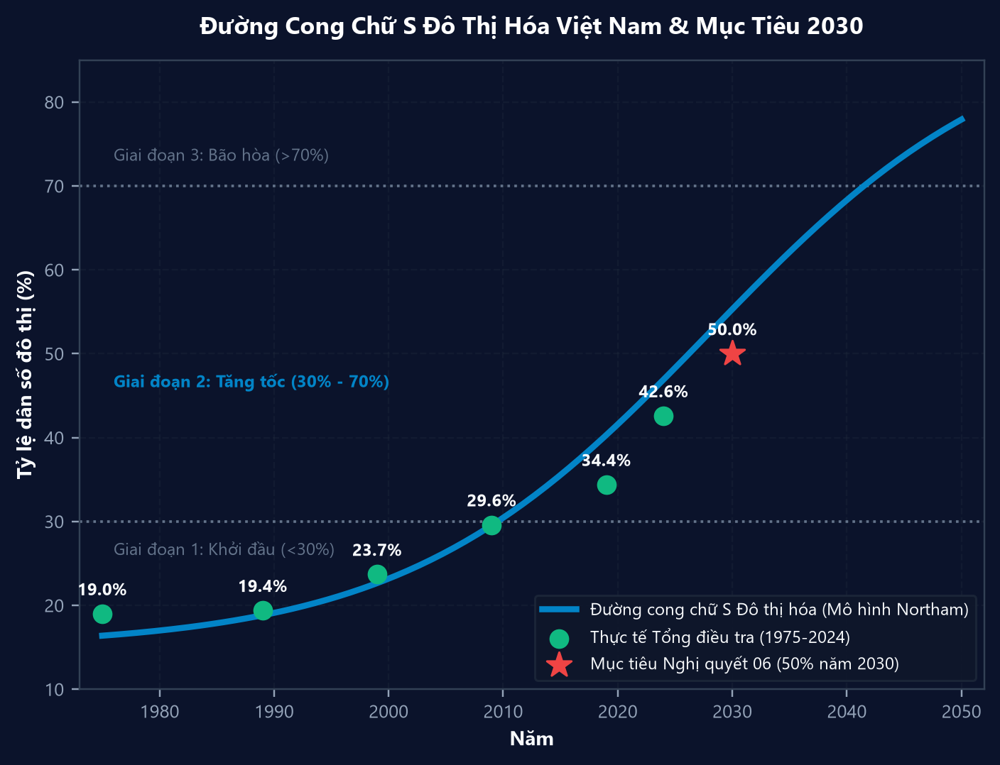 Đường Cong Chữ S Đô Thị Hóa Việt Nam & Mục Tiêu 2030
Tỷ lệ dân số đô thị (%)
80
70
60
50
40
30
20
10
Giai đoạn 3: Bão hòa (>70%)
Giai đoạn 2: Tăng tốc (30% - 70%)
Giai đoạn 1: Khởi đầu (<30%)
19.0%
19.4%
23.7%
29.6%
34.4%
42.6%
50.0%
Đường cong chữ S Đô thị hóa (Mô hình Northam)
Thực tế Tổng điều tra (1975-2024)
Mục tiêu Nghị quyết 06 (50% năm 2030)
1980 1990 2000 2010 2020 2030 2040 2050
Năm